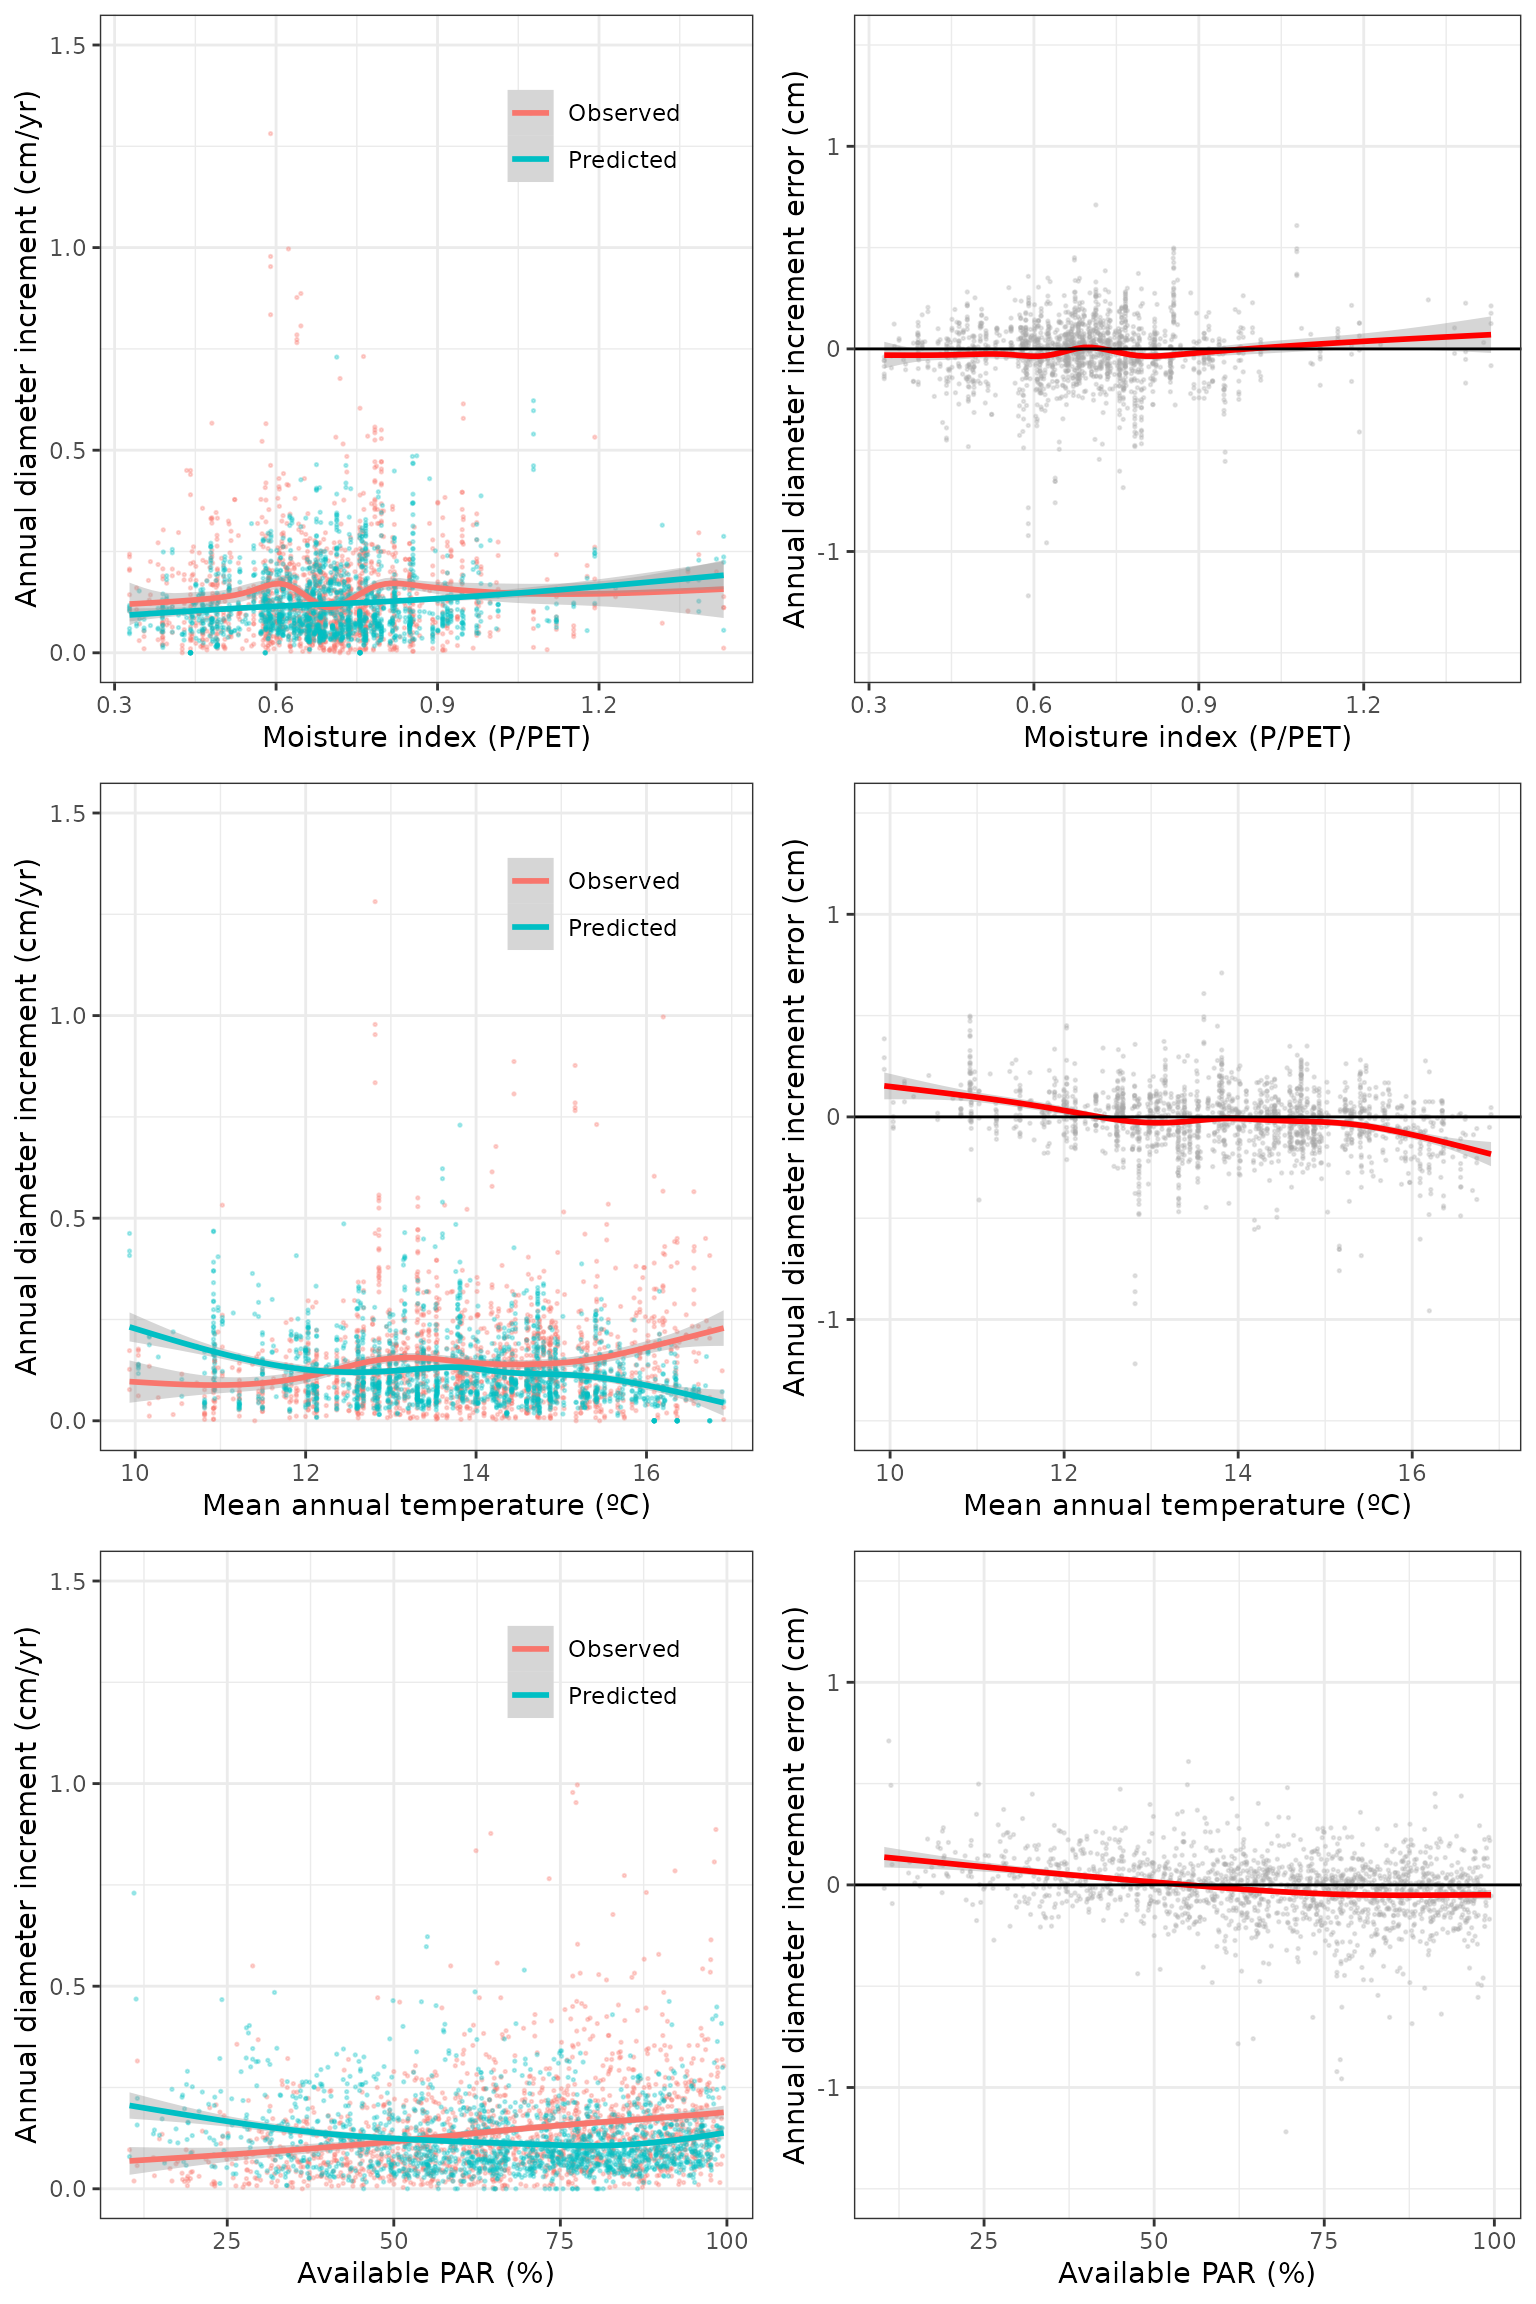 Annual diameter increment (cm/yr)
1.5
1.0
0.5
0.0
Observed
Predicted
0.3 0.6 0.9 1.2
Moisture index (P/PET)
Annual diameter increment error (cm)
1
0
-1
0.3 0.6 0.9 1.2
Moisture index (P/PET)
Annual diameter increment (cm/yr)
1.5
1.0
0.5
0.0
Observed
Predicted
10 12 14 16
Mean annual temperature (ºC)
Annual diameter increment error (cm)
1
0
-1
10 12 14 16
Mean annual temperature (ºC)
Annual diameter increment (cm/yr)
1.5
1.0
0.5
0.0
Observed
Predicted
25 50 75 100
Available PAR (%)
Annual diameter increment error (cm)
1
0
-1
25 50 75 100
Available PAR (%)